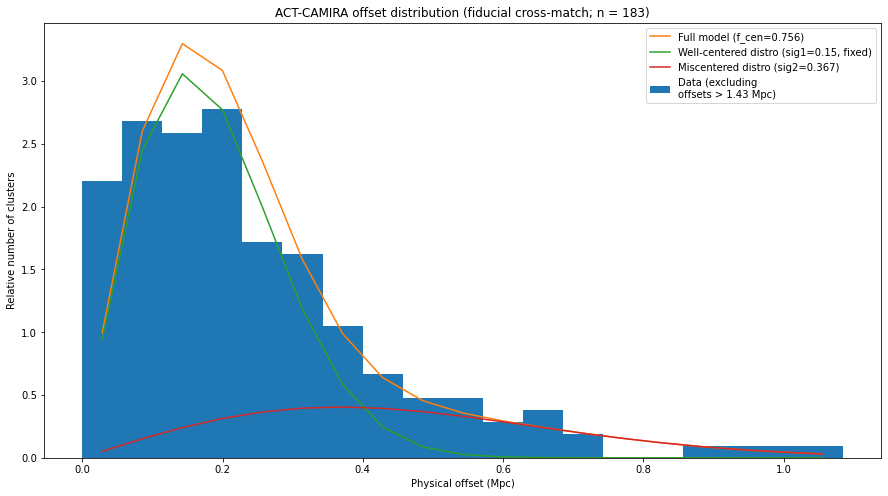 ACT-CAMIRA offset distribution (fiducial cross-match; n = 183)
Full model (f_cen=0.756)
Well-centered distro (sig1=0.15, fixed)
Miscentered distro (sig2=0.367)
Data (excluding
offsets > 1.43 Mpc)
Relative number of clusters
3.0
2.5
2.0
1.5
1.0
0.5
0.0
0.0 0.2 0.4 0.6 0.8 1.0
Physical offset (Mpc)